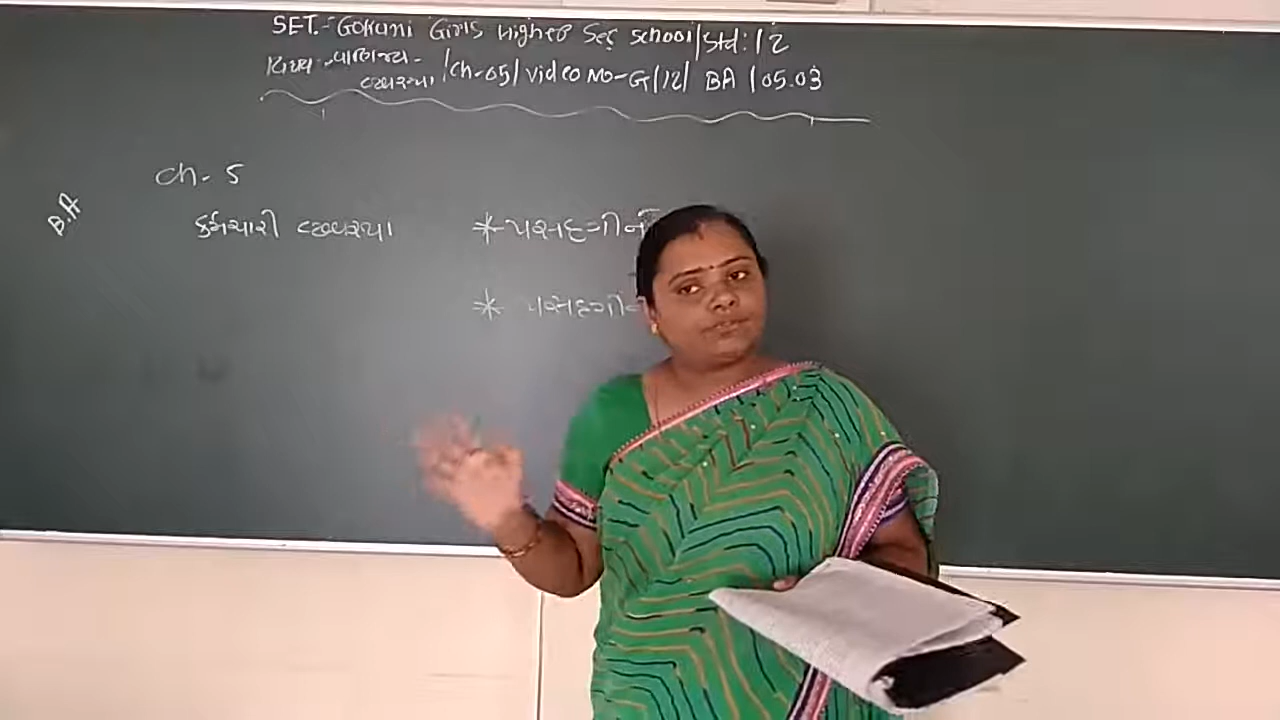 SET.-Gokani Girls Higher Sec School/Std:12
વિષય-વાણિજ્ય-
વ્યવસ્થા /Ch-05/Video No-G/12/ BA /05.03
Ch-5
B.A
કર્મચારી વ્યવસ્થા
* પસંદગીની
* પસંદગીન